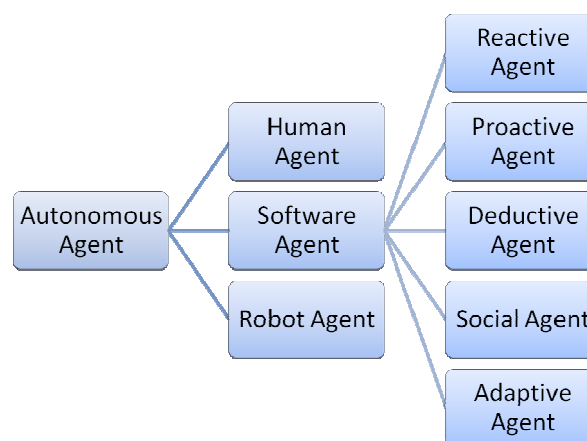 Autonomous
Agent
Human
Agent
Software
Agent
Robot Agent
Reactive
Agent
Proactive
Agent
Deductive
Agent
Social Agent
Adaptive
Agent